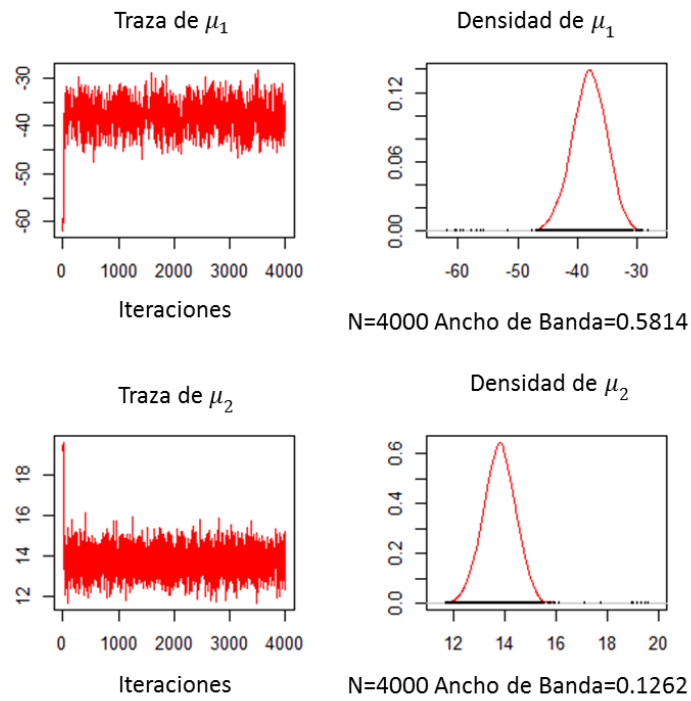 Traza de μ₁
Densidad de μ₁
-30
-40
-50
-60
0 1000 2000 3000 4000
Iteraciones
0.12
0.06
0.00
-60 -50 -40 -30
N=4000 Ancho de Banda=0.5814
Traza de μ₂
Densidad de μ₂
18
16
14
12
0 1000 2000 3000 4000
Iteraciones
0.6
0.4
0.2
0.0
12 14 16 18 20
N=4000 Ancho de Banda=0.1262